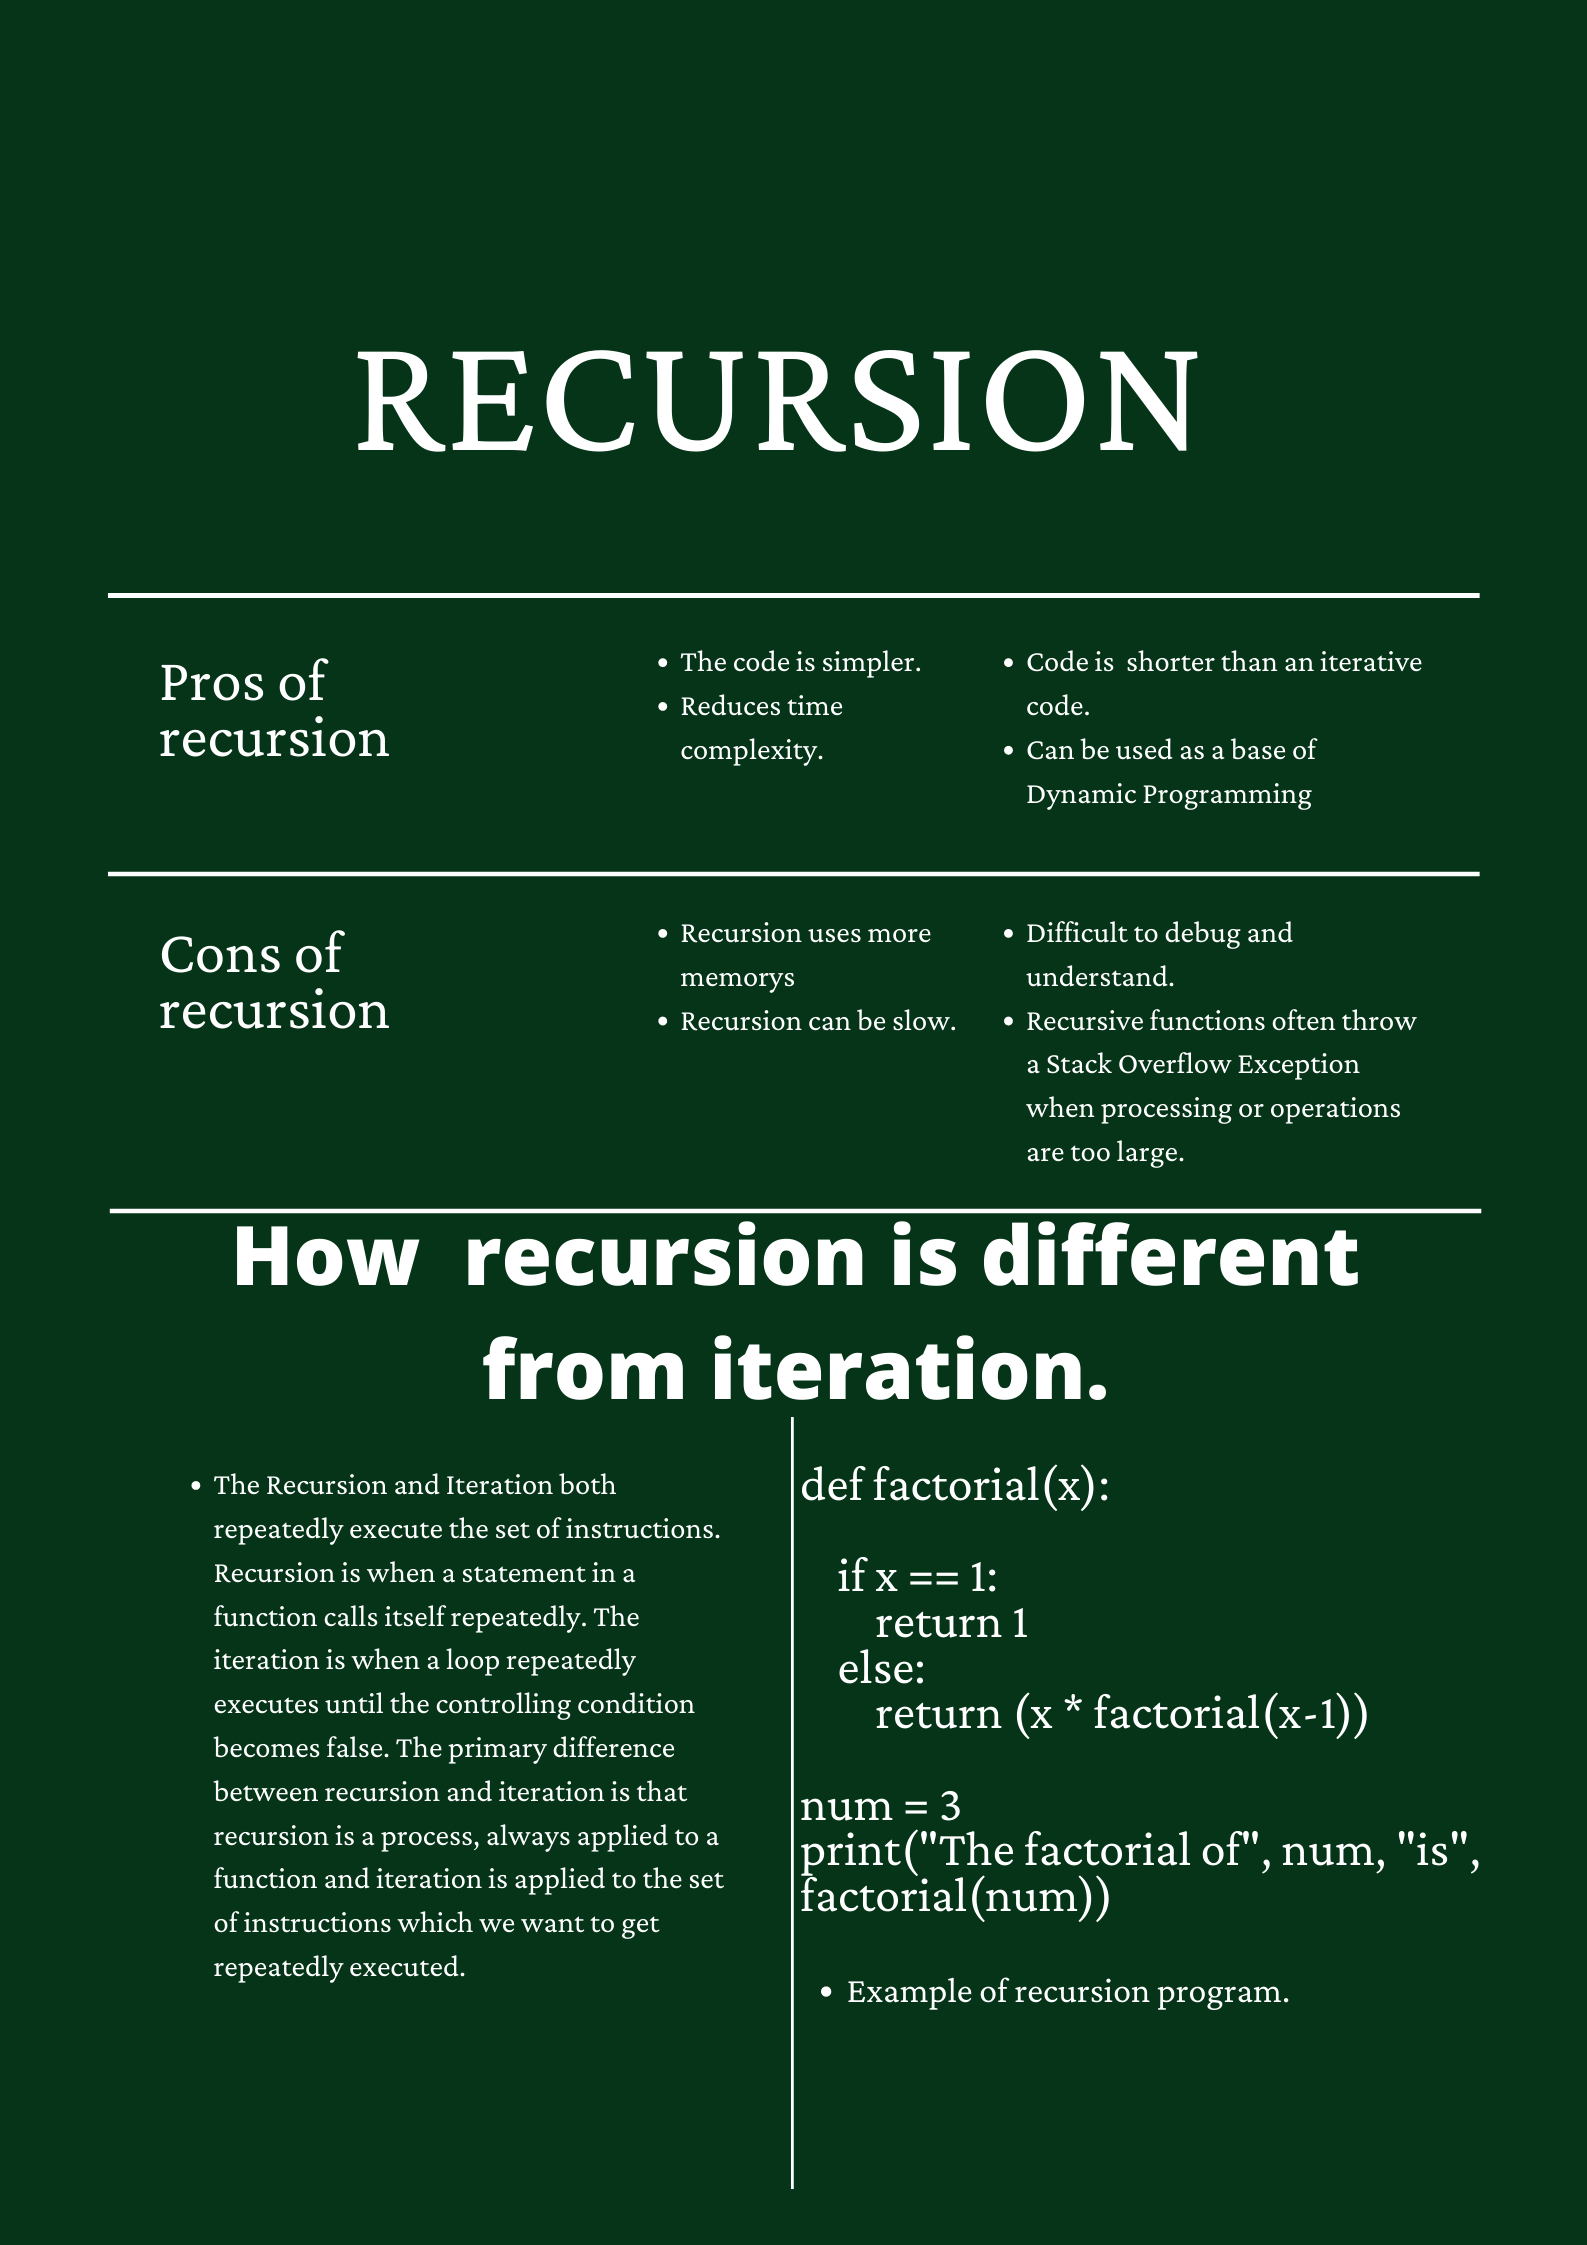 RECURSION
Pros of
recursion
• The code is simpler.
• Reduces time
complexity.
• Code is  shorter than an iterative
code.
• Can be used as a base of
Dynamic Programming
Cons of
recursion
• Recursion uses more
memorys
• Recursion can be slow.
• Difficult to debug and
understand.
• Recursive functions often throw
a Stack Overflow Exception
when processing or operations
are too large.
How  recursion is different
from iteration.
• The Recursion and Iteration both
repeatedly execute the set of instructions.
Recursion is when a statement in a
function calls itself repeatedly. The
iteration is when a loop repeatedly
executes until the controlling condition
becomes false. The primary difference
between recursion and iteration is that
recursion is a process, always applied to a
function and iteration is applied to the set
of instructions which we want to get
repeatedly executed.
def factorial(x):
    if x == 1:
        return 1
    else:
        return (x * factorial(x-1))
num = 3
print("The factorial of", num, "is",
factorial(num))
• Example of recursion program.